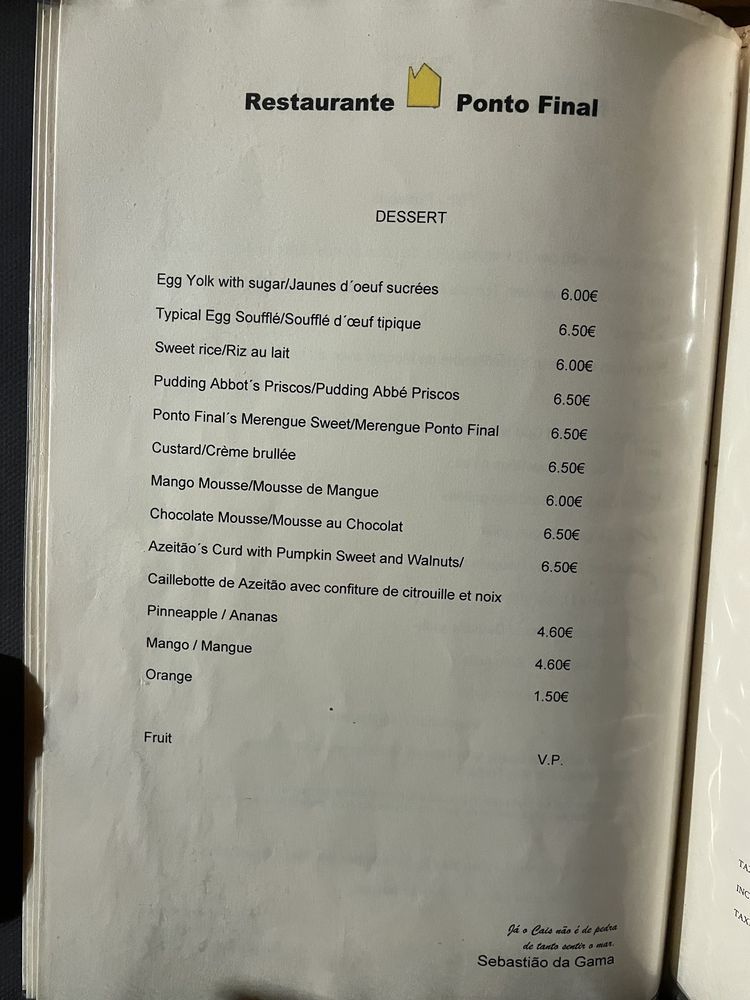 Restaurante Ponto Final
DESSERT
Egg Yolk with sugar/Jaunes d´oeuf sucrées 6.00€
Typical Egg Soufflé/Soufflé d´œuf tipique 6.50€
Sweet rice/Riz au lait 6.00€
Pudding Abbot´s Priscos/Pudding Abbé Priscos 6.50€
Ponto Final´s Merengue Sweet/Merengue Ponto Final 6.50€
Custard/Crème brullée 6.50€
Mango Mousse/Mousse de Mangue 6.00€
Chocolate Mousse/Mousse au Chocolat 6.50€
Azeitão´s Curd with Pumpkin Sweet and Walnuts/ 6.50€
Caillebotte de Azeitão avec confiture de citrouille et noix
Pinneapple / Ananas 4.60€
Mango / Mangue 4.60€
Orange 1.50€
Fruit V.P.
Já o Cais não é de pedra
de tanto sentir o mar.
Sebastião da Gama